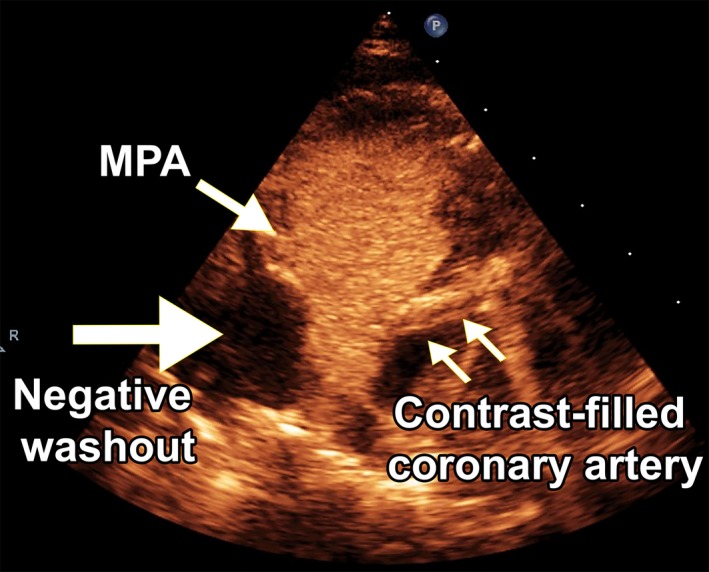 P
MPA
R
Negative
washout
Contrast-filled
coronary artery